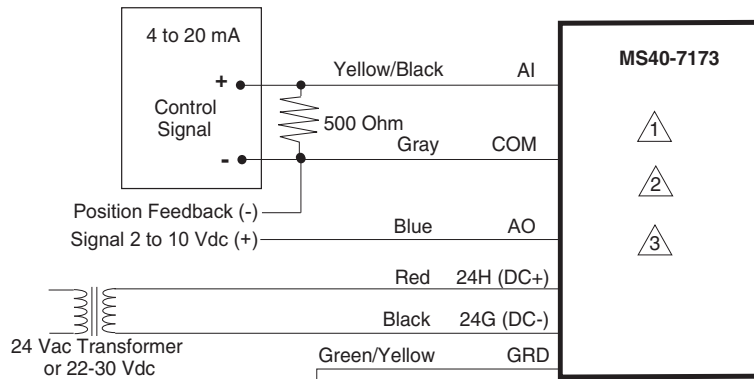 4 to 20 mA
MS40-7173
Yellow/Black AI
+
Control
Signal
500 Ohm
1
Gray COM
-
2
Position Feedback (-)
Blue AO
Signal 2 to 10 Vdc (+)
3
Red 24H (DC+)
Black 24G (DC-)
24 Vac Transformer
or 22-30 Vdc
Green/Yellow GRD